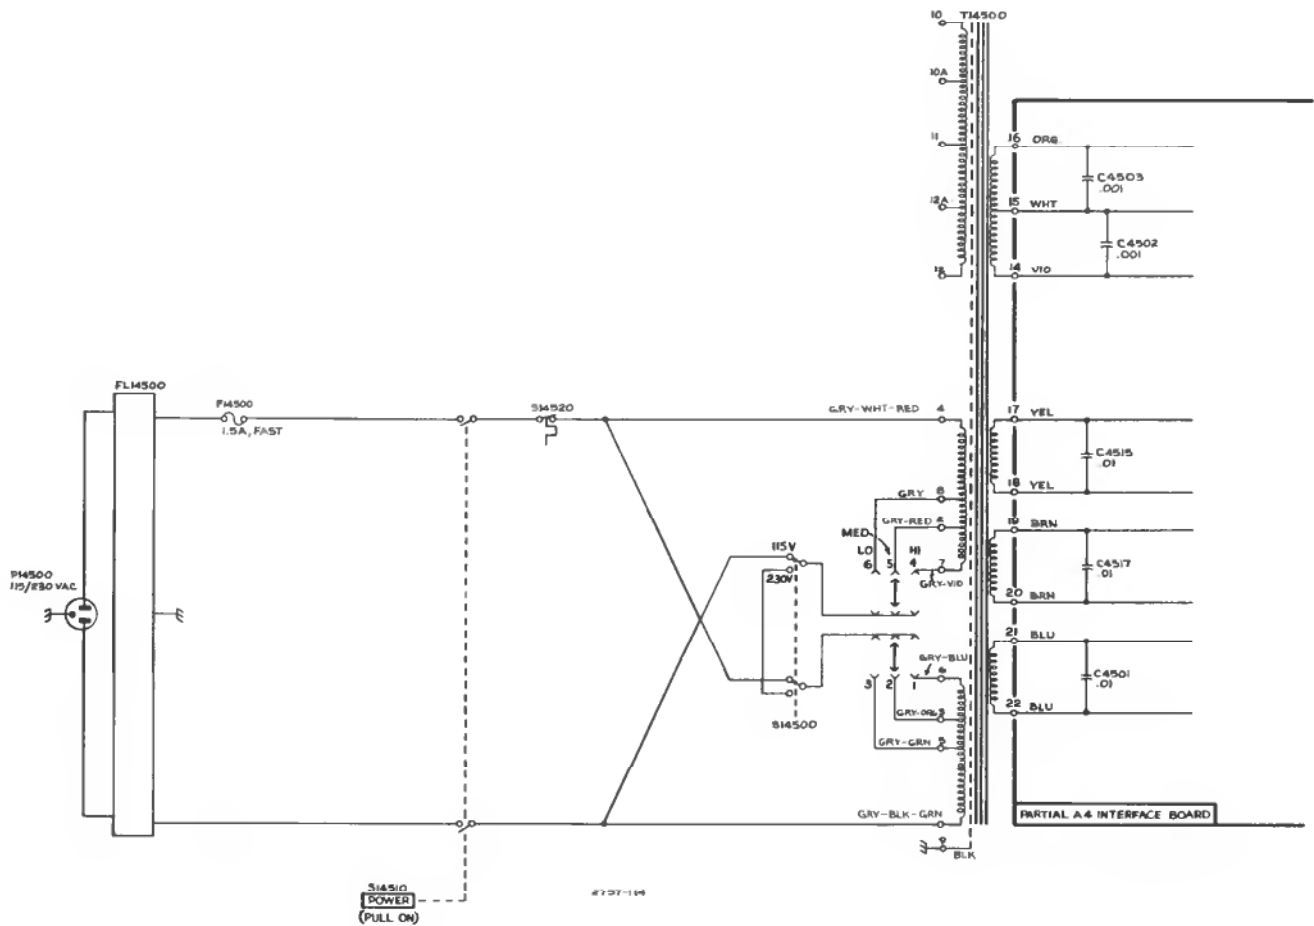 10
T14500
10A
11
12A
13
16 ORG
C4503
.001
15 WHT
C4502
.001
14 VIO
FL14500
F14500
1.5A, FAST
S14520
GRY-WHT-RED 4
17 YEL
C4515
.01
18 YEL
GRY
GRY-RED
MED
LO HI
6 5 4
7
GRY-VIO
19 BRN
C4517
.01
20 BRN
115V
230V
P14500
115/230 VAC
21 BLU
C4501
.01
22 BLU
GRY-BLU
3 2 1
GRY-ORG
GRY-GRN
S14500
GRY-BLK-GRN
BLK
PARTIAL A4 INTERFACE BOARD
S14510
POWER
(PULL ON)